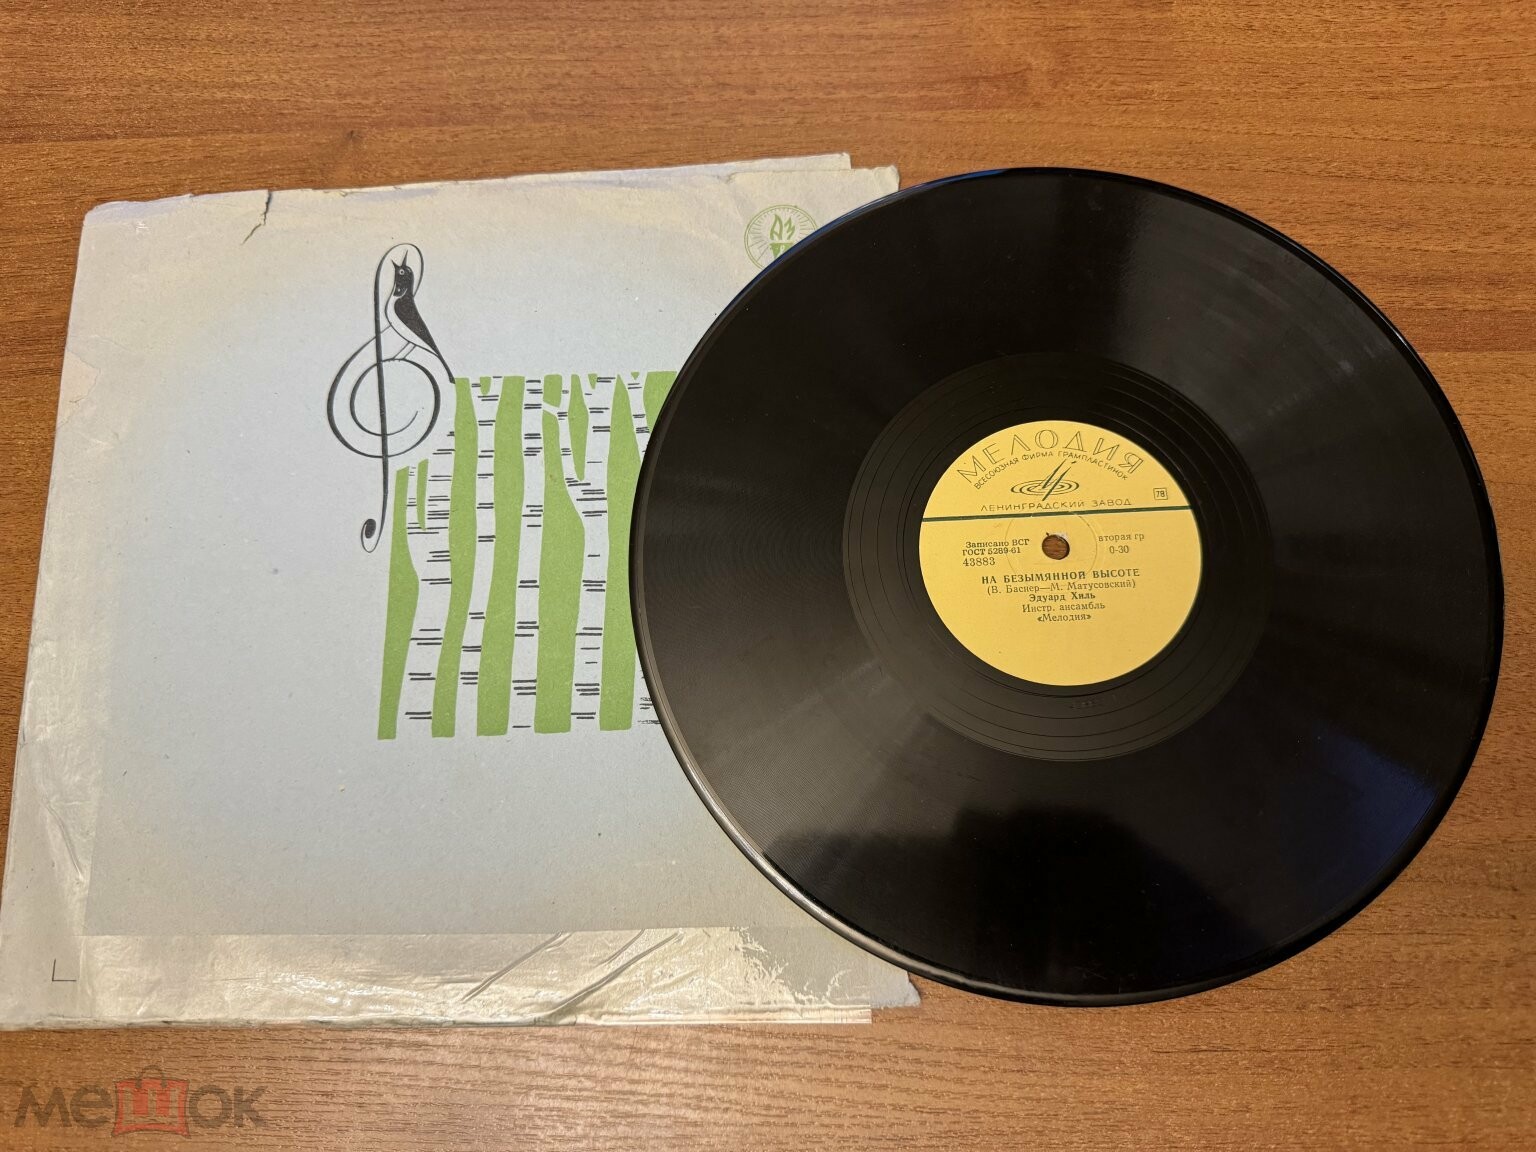 АЗ
МЕЛОДИЯ
ВСЕСОЮЗНАЯ ФИРМА ГРАМПЛАСТИНОК
ЛЕНИНГРАДСКИЙ ЗАВОД
78
Записано ВСГ
ГОСТ 5289-61
43883
вторая гр
0-30
НА БЕЗЫМЯННОЙ ВЫСОТЕ
(В. Баснер—М. Матусовский)
Эдуард Хиль
Инстр. ансамбль
«Мелодия»
мешок